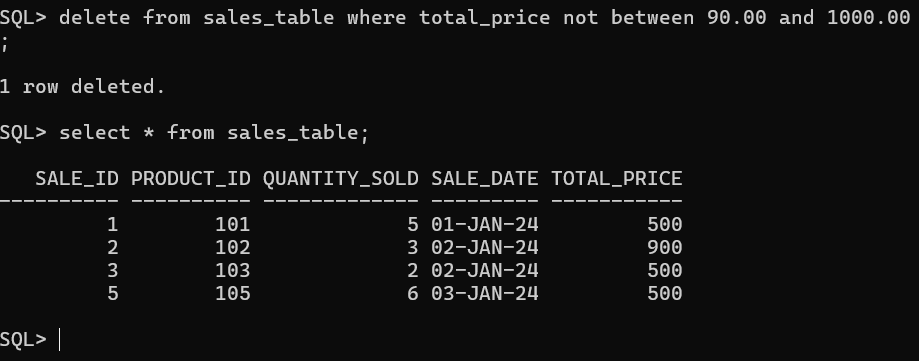 SQL> delete from sales_table where total_price not between 90.00 and 1000.00
;
1 row deleted.
SQL> select * from sales_table;
   SALE_ID PRODUCT_ID QUANTITY_SOLD SALE_DATE TOTAL_PRICE
---------- ---------- ------------- --------- -----------
         1        101             5 01-JAN-24         500
         2        102             3 02-JAN-24         900
         3        103             2 02-JAN-24         500
         5        105             6 03-JAN-24         500
SQL>